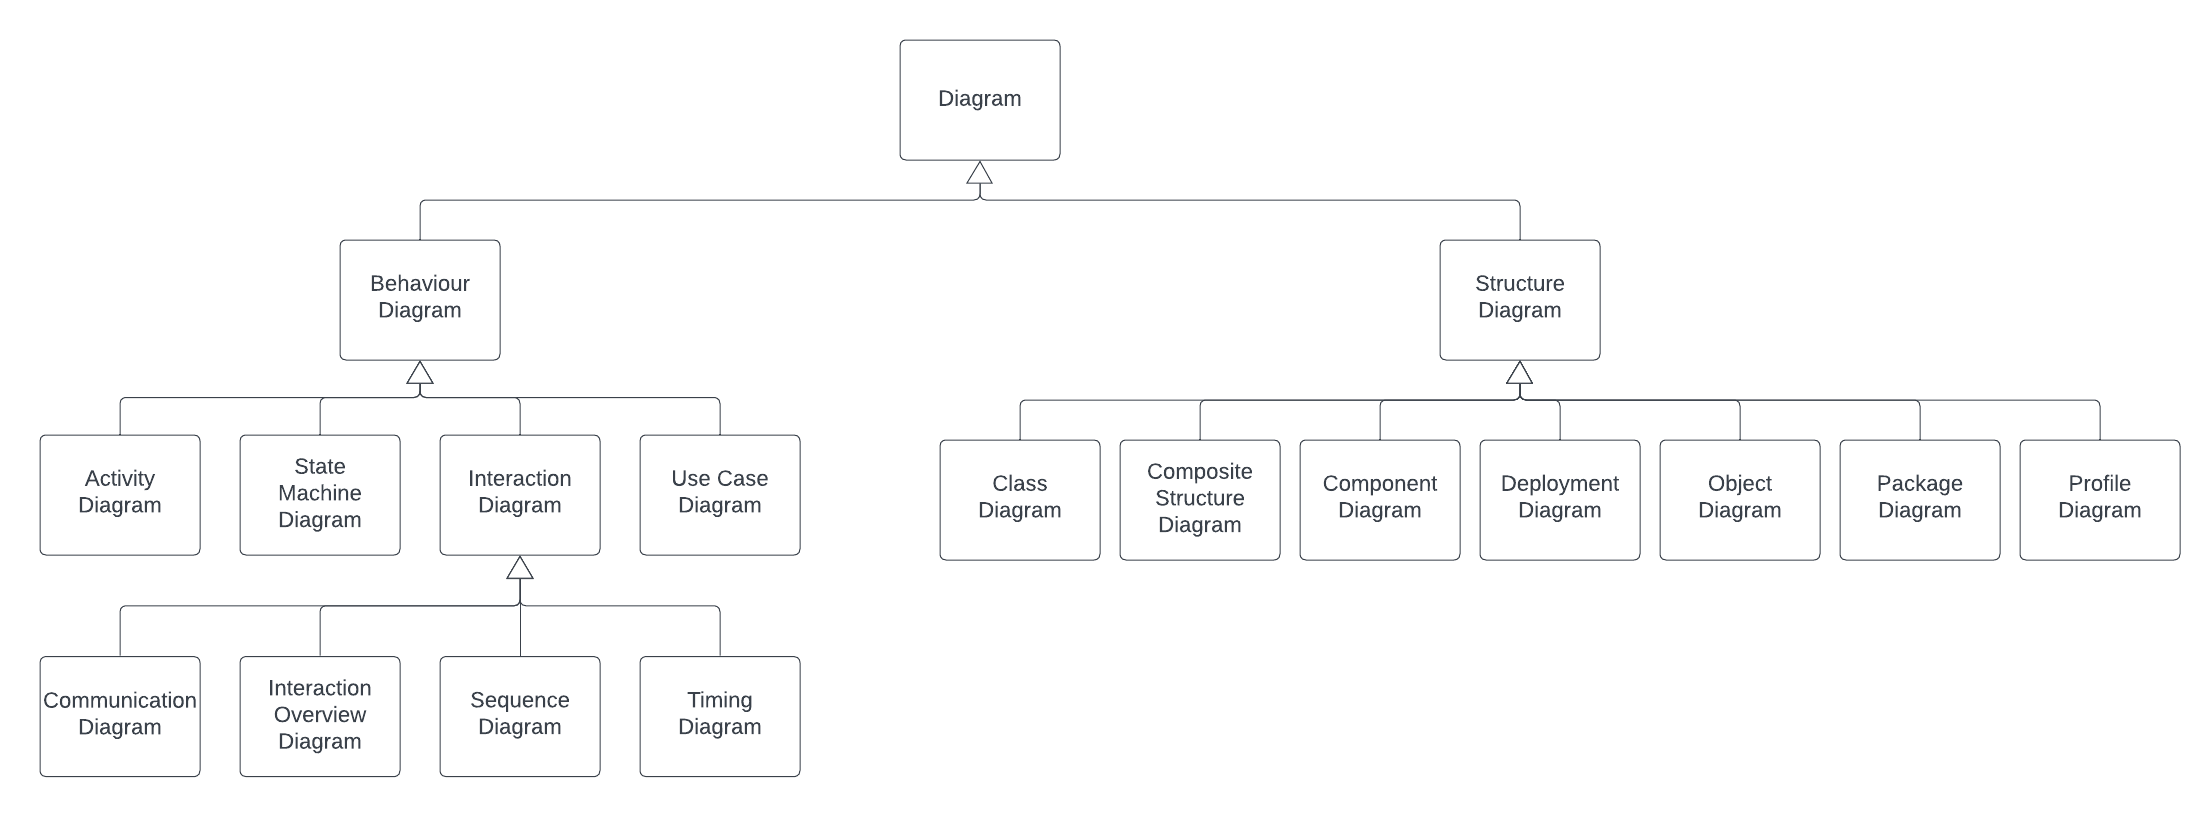 Diagram
Behaviour
Diagram
Structure
Diagram
Activity
Diagram
State
Machine
Diagram
Interaction
Diagram
Use Case
Diagram
Class
Diagram
Composite
Structure
Diagram
Component
Diagram
Deployment
Diagram
Object
Diagram
Package
Diagram
Profile
Diagram
Communication
Diagram
Interaction
Overview
Diagram
Sequence
Diagram
Timing
Diagram